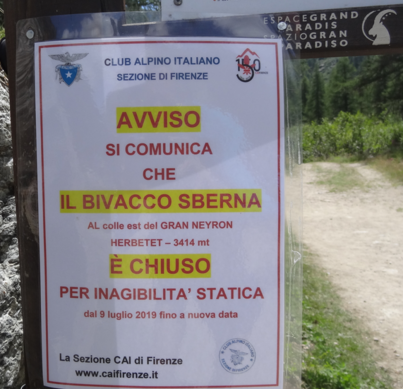 ESPACEGRAND
PARADIS
SPAZIOGRAN
PARADISO
CLUB ALPINO ITALIANO
SEZIONE DI FIRENZE
150
AVVISO
SI COMUNICA
CHE
IL BIVACCO SBERNA
AL colle est del GRAN NEYRON
HERBETET – 3414 mt
È CHIUSO
PER INAGIBILITA’ STATICA
dal 9 luglio 2019 fino a nuova data
La Sezione CAI di Firenze
www.caifirenze.it